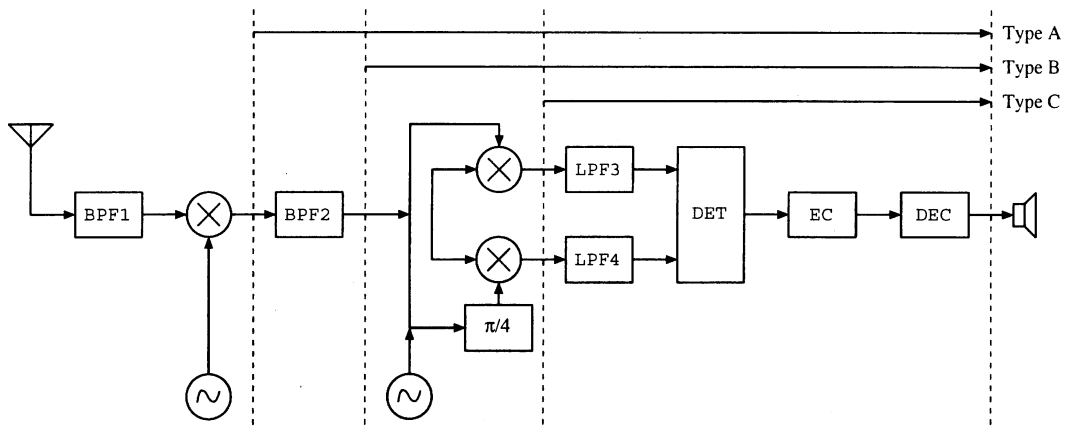 Type A
Type B
Type C
BPF1
BPF2
LPF3
LPF4
DET
EC
DEC
π/4